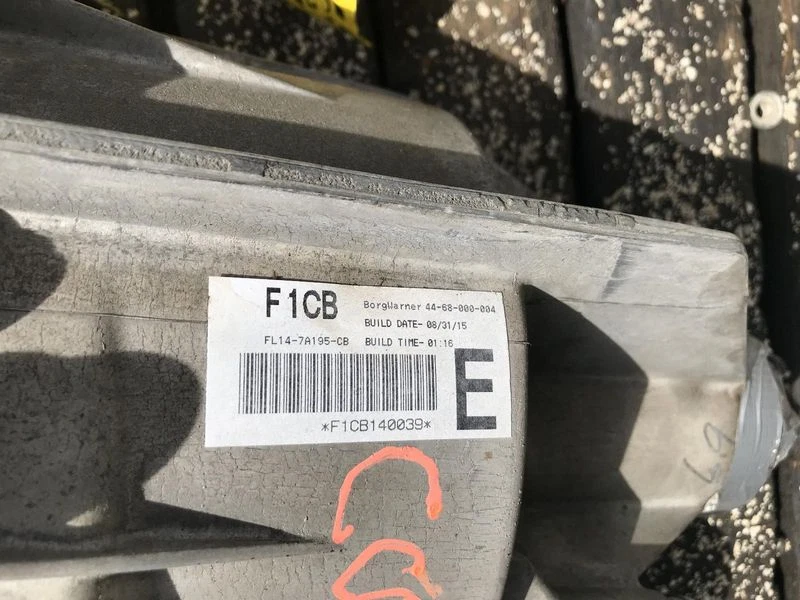 F1CB BorgWarner 44-68-000-004
BUILD DATE- 08/31/15
FL14-7A195-CB BUILD TIME- 01:16
E
*F1CB140039*